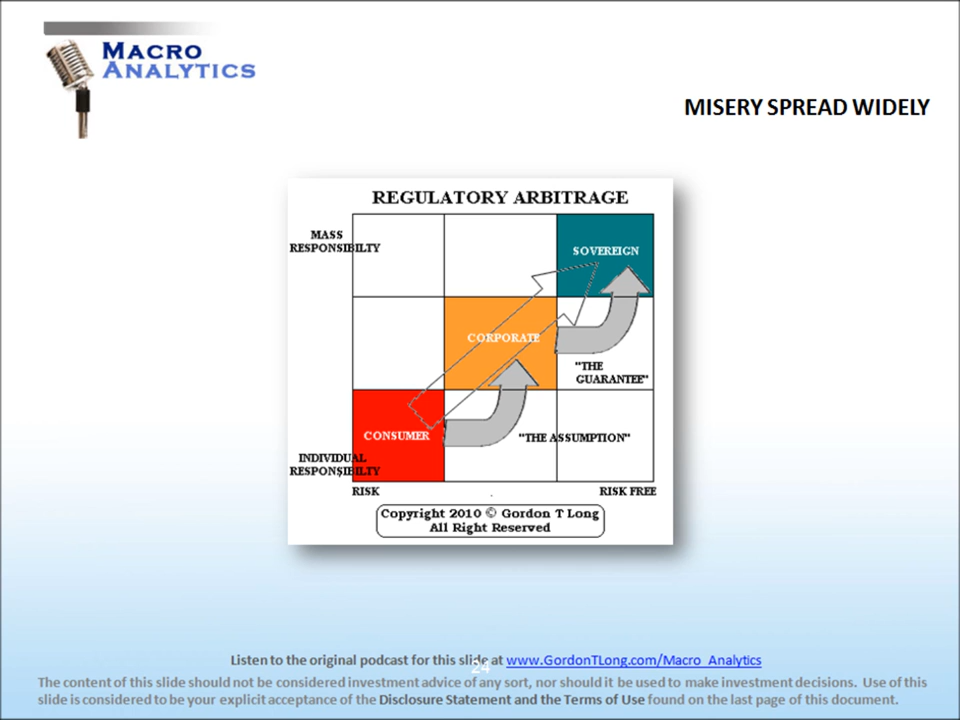 MACRO
ANALYTICS
MISERY SPREAD WIDELY
REGULATORY ARBITRAGE
MASS
RESPONSIBILTY
SOVEREIGN
CORPORATE
"THE
GUARANTEE"
CONSUMER
"THE ASSUMPTION"
INDIVIDUAL
RESPONSIBILTY
RISK
RISK FREE
Copyright 2010 © Gordon T Long
All Right Reserved
Listen to the original podcast for this slide at www.GordonTLong.com/Macro_Analytics
24
The content of this slide should not be considered investment advice of any sort, nor should it be used to make investment decisions. Use of this
slide is considered to be your explicit acceptance of the Disclosure Statement and the Terms of Use found on the last page of this document.